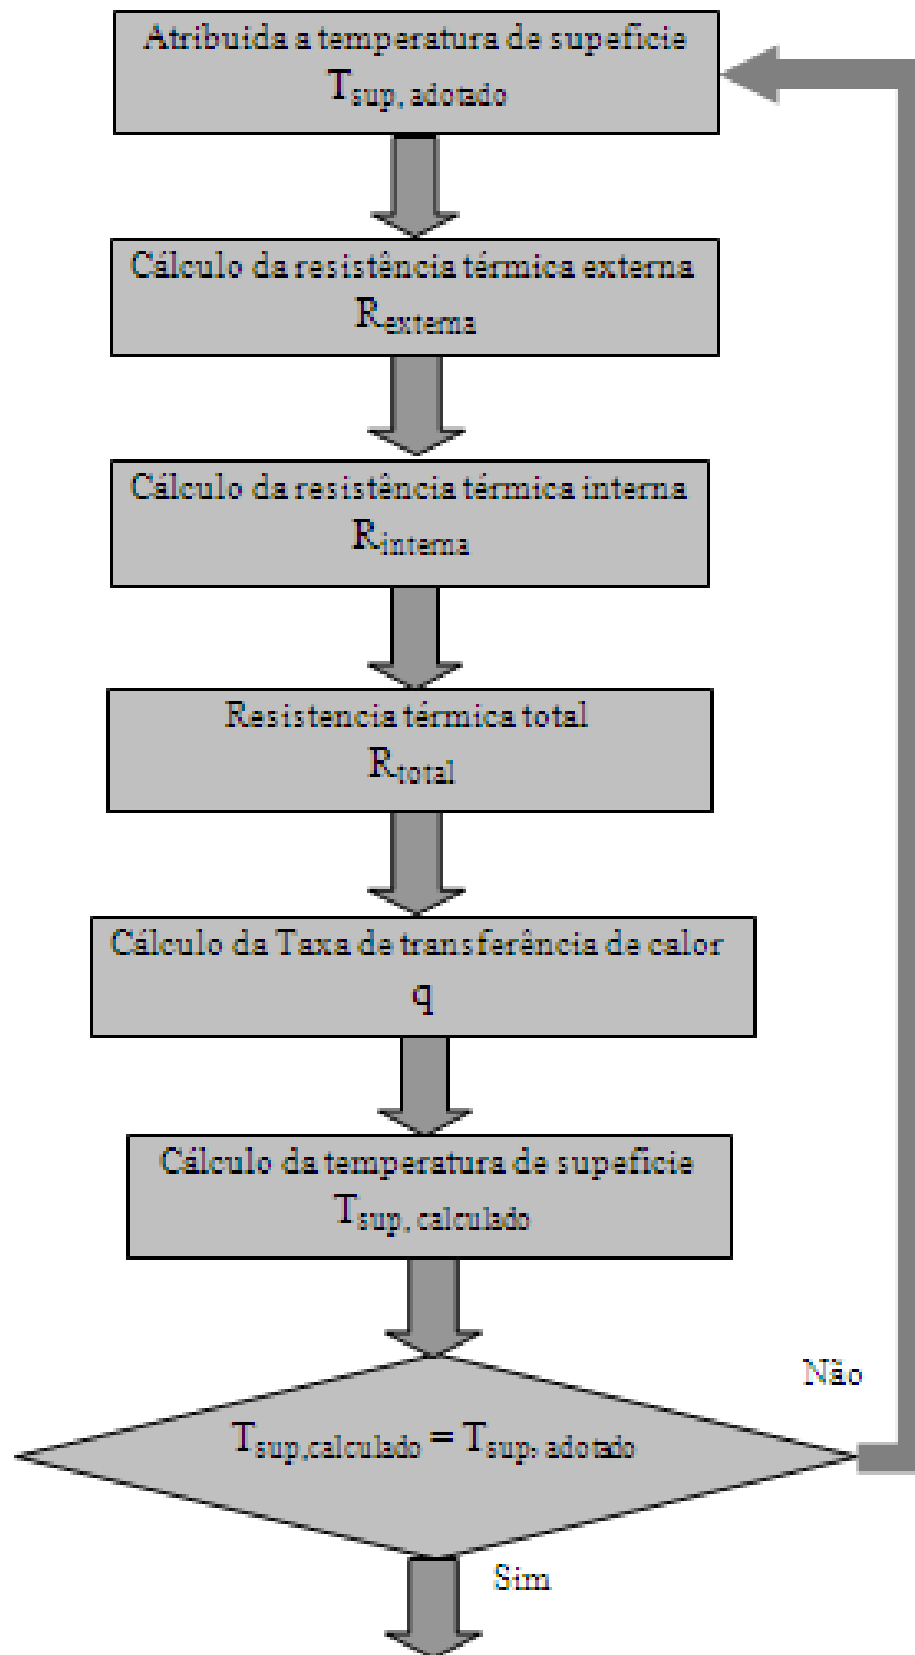 Atribuida a temperatura de supeficie
Tsup, adotado
Cálculo da resistência térmica externa
Rexterna
Cálculo da resistência térmica interna
Rinterna
Resistencia térmica total
Rtotal
Cálculo da Taxa de transferência de calor
q
Cálculo da temperatura de supeficie
Tsup, calculado
Não
Tsup,calculado = Tsup, adotado
Sim